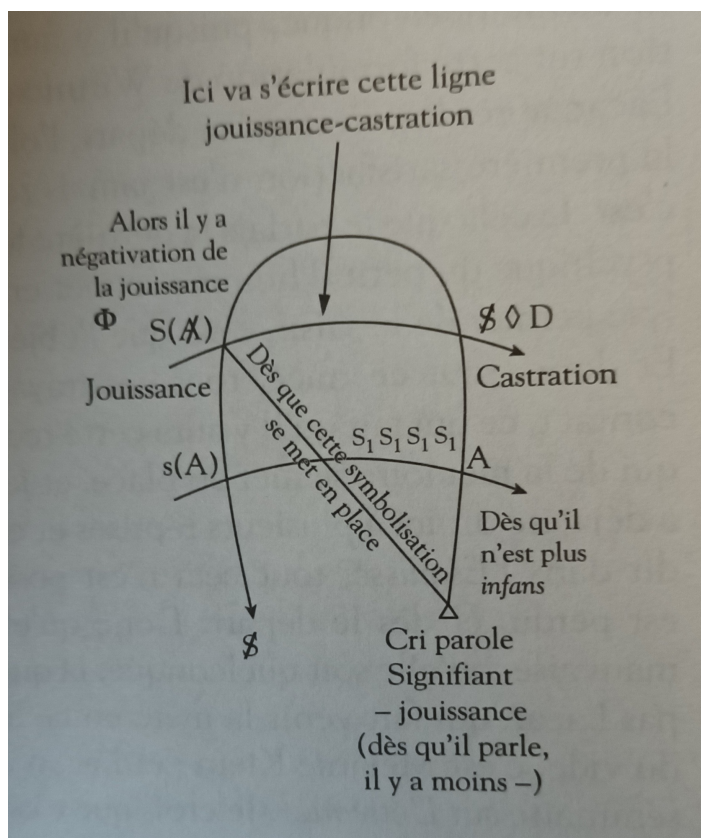 Ici va s'écrire cette ligne
jouissance-castration
Alors il y a
négativation de
la jouissance
Φ
S(Ⱥ)
$ ◊ D
Jouissance
Castration
Dès que cette symbolisation
se met en place
S₁ S₁ S₁ S₁
s(A)
A
Dès qu'il
n'est plus
infans
$
Cri parole
Signifiant
– jouissance
(dès qu'il parle,
il y a moins –)